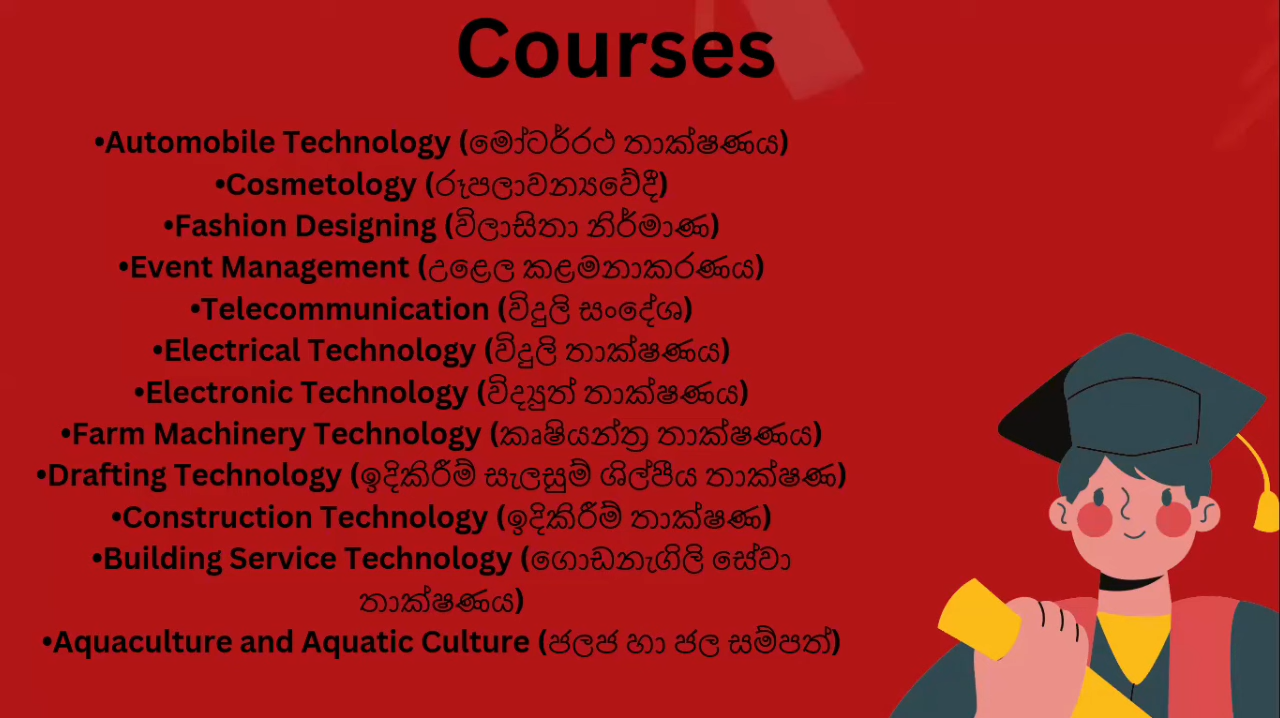 Courses
•Automobile Technology (මෝටර්රථ තාක්ෂණය)
•Cosmetology (රූපලාවන්‍යවේදී)
•Fashion Designing (විලාසිතා නිර්මාණ)
•Event Management (උළෙල කළමනාකරණය)
•Telecommunication (විදුලි සංදේශ)
•Electrical Technology (විදුලි තාක්ෂණය)
•Electronic Technology (විද්‍යුත් තාක්ෂණය)
•Farm Machinery Technology (කෘෂියන්ත්‍ර තාක්ෂණය)
•Drafting Technology (ඉදිකිරීම් සැලසුම් ශිල්පීය තාක්ෂණ)
•Construction Technology (ඉදිකිරීම් තාක්ෂණ)
•Building Service Technology (ගොඩනැගිලි සේවා
තාක්ෂණය)
•Aquaculture and Aquatic Culture (ජලජ හා ජල සම්පත්)